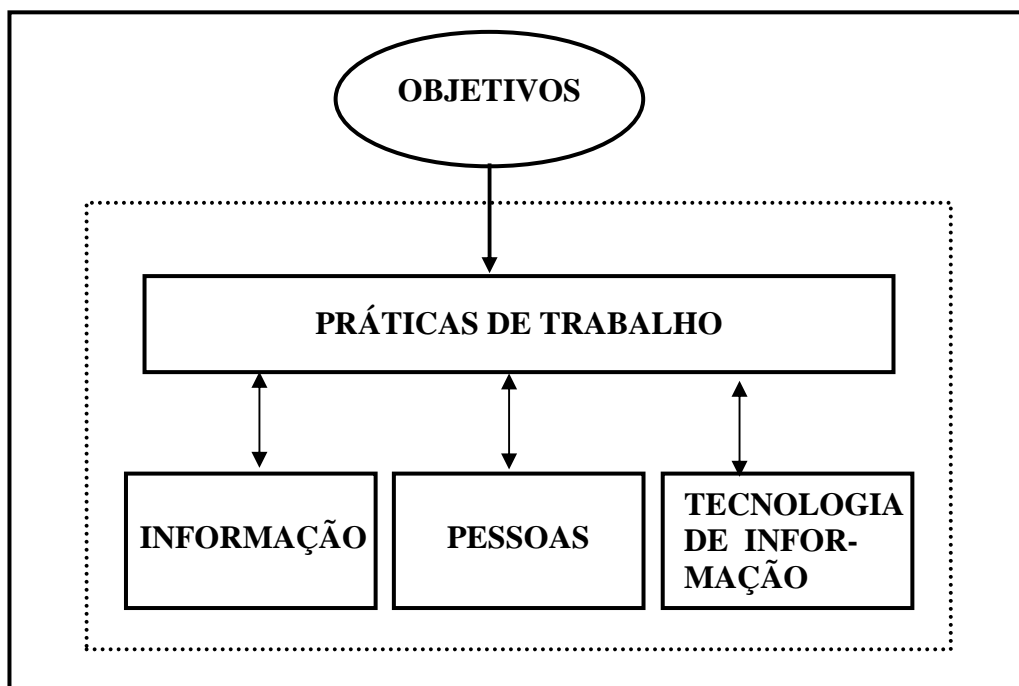 OBJETIVOS
PRÁTICAS DE TRABALHO
INFORMAÇÃO
PESSOAS
TECNOLOGIA
DE INFOR-
MAÇÃO